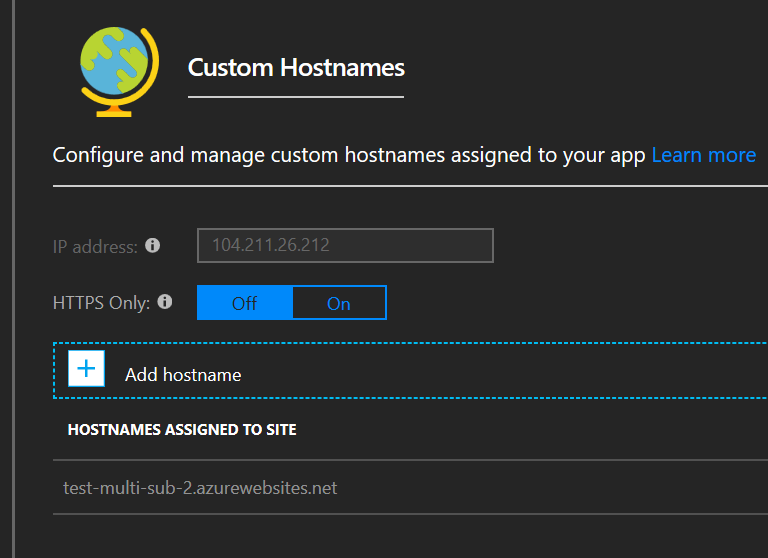 Custom Hostnames
Configure and manage custom hostnames assigned to your app Learn more
IP address:
104.211.26.212
HTTPS Only:
Off On
Add hostname
HOSTNAMES ASSIGNED TO SITE
test-multi-sub-2.azurewebsites.net